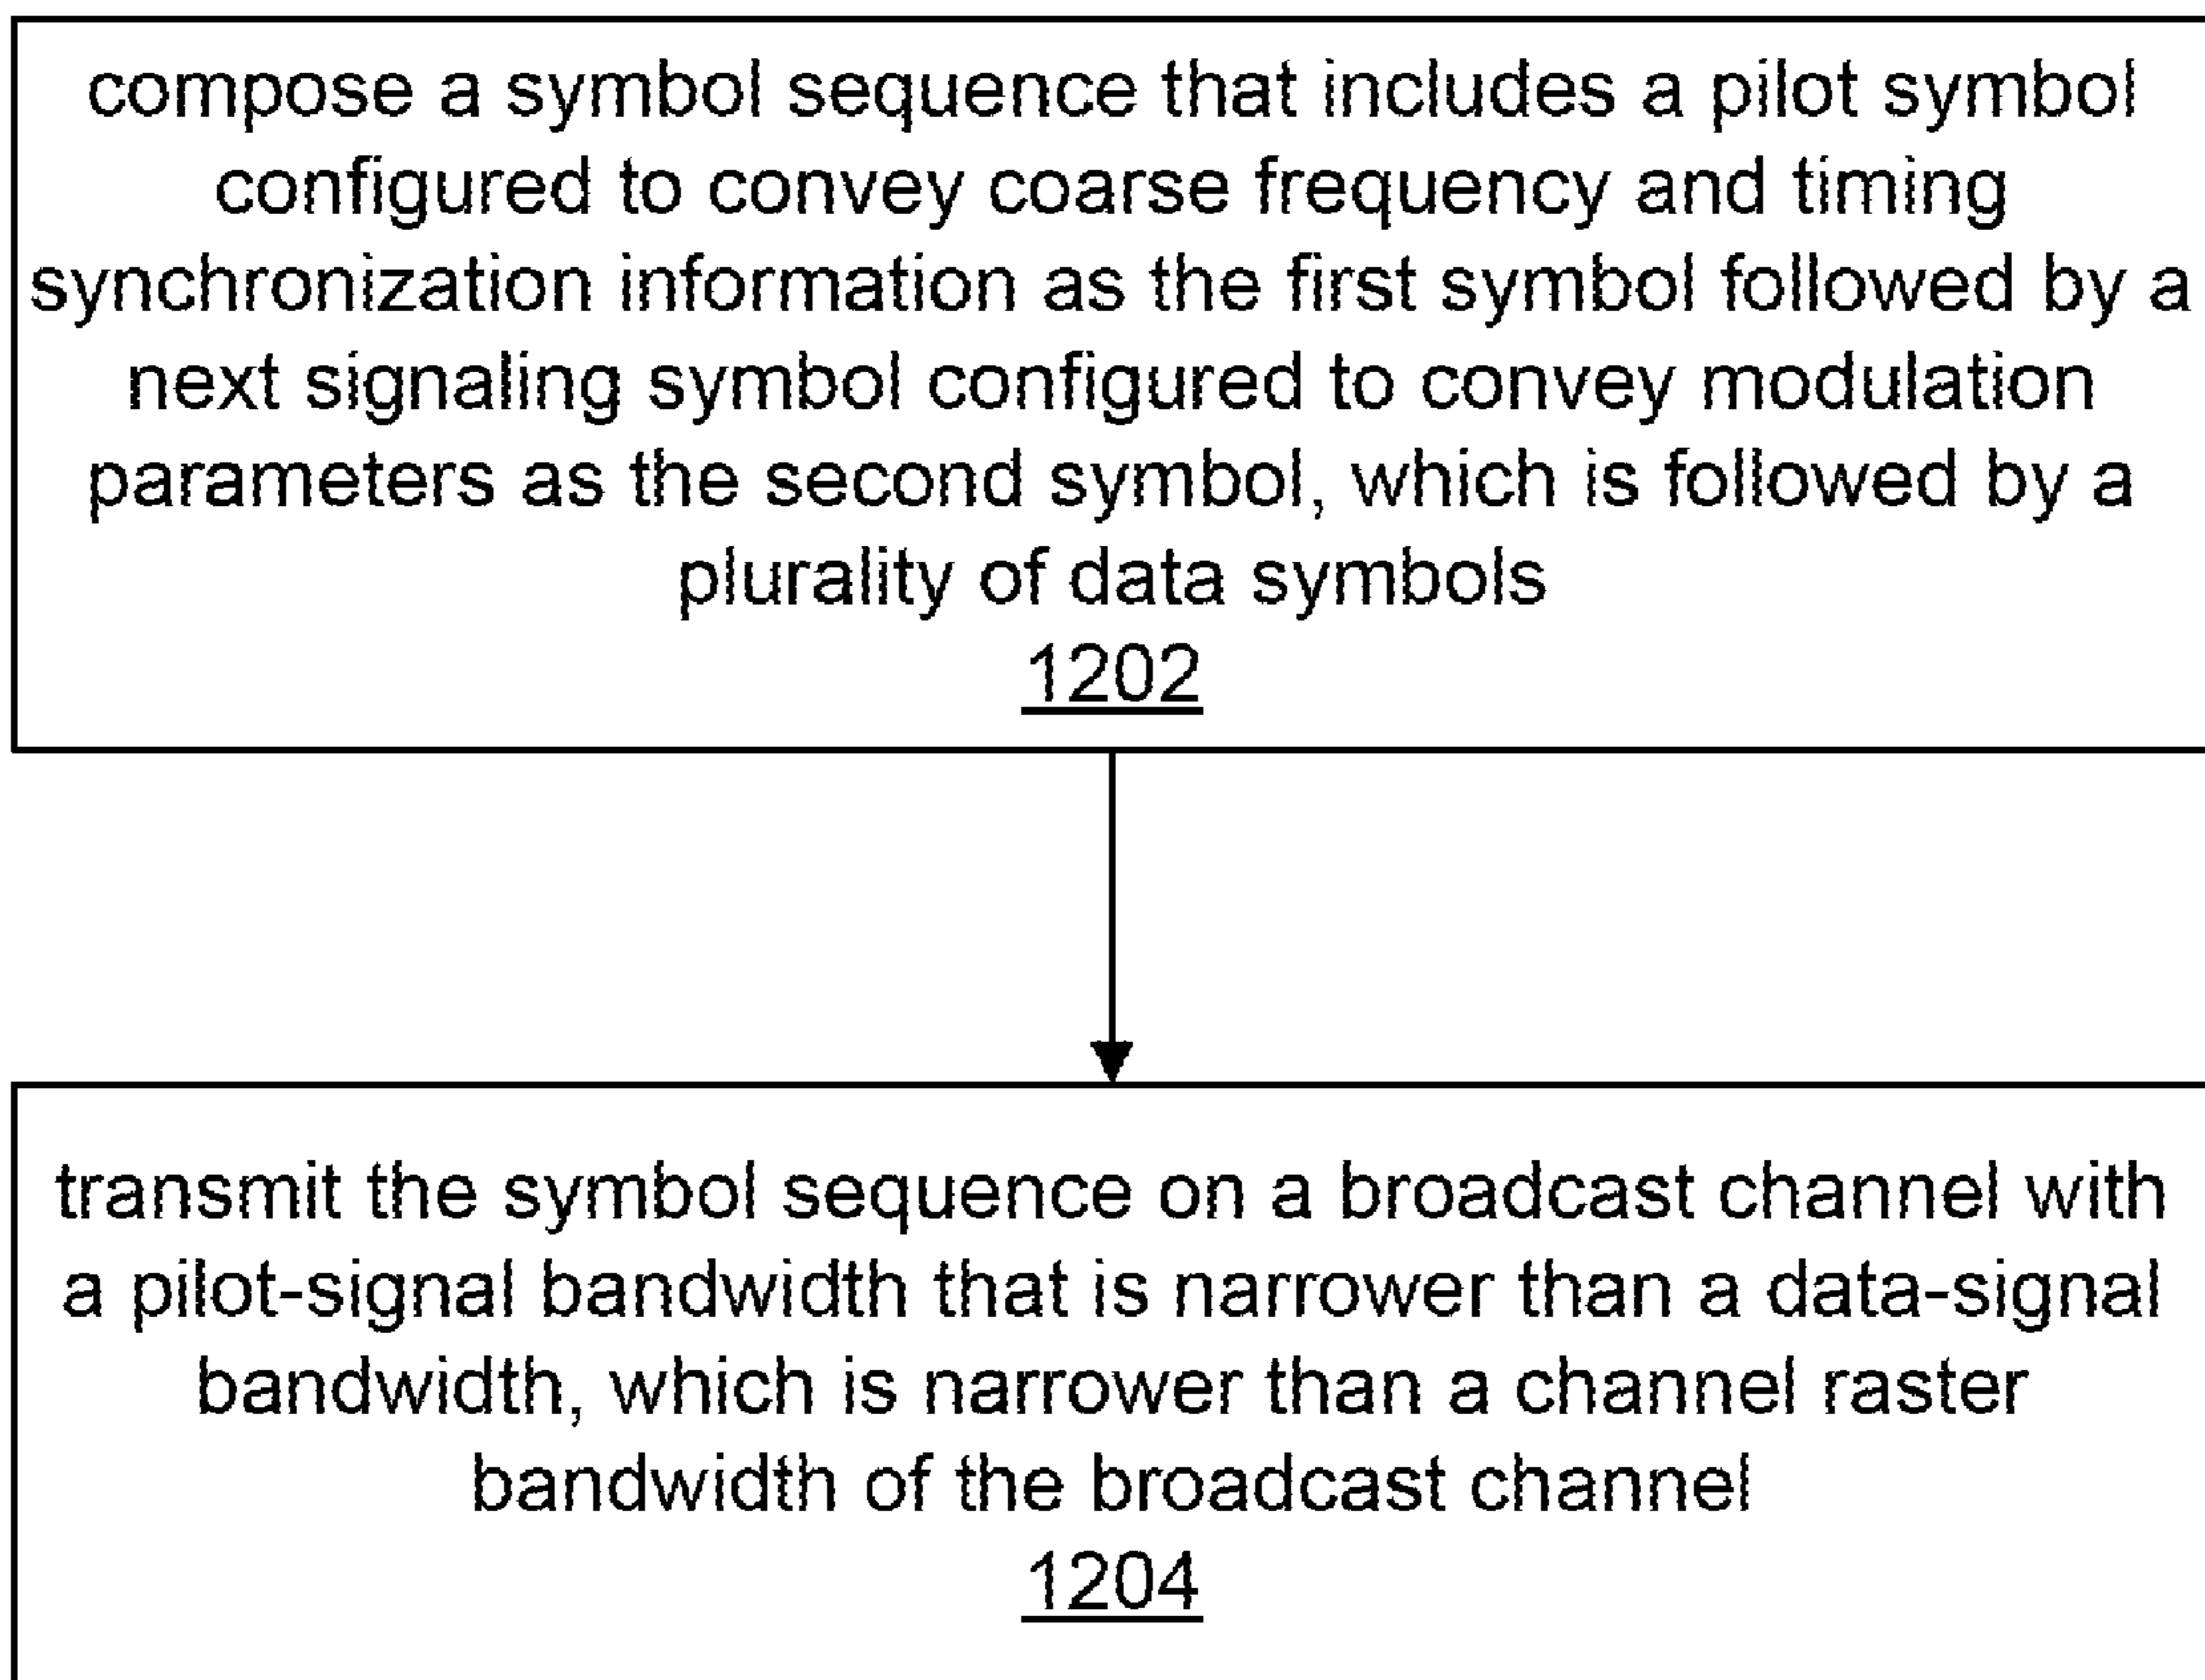 compose a symbol sequence that includes a pilot symbol
configured to convey coarse frequency and timing
synchronization information as the first symbol followed by a
next signaling symbol configured to convey modulation
parameters as the second symbol, which is followed by a
plurality of data symbols
1202
transmit the symbol sequence on a broadcast channel with
a pilot-signal bandwidth that is narrower than a data-signal
bandwidth, which is narrower than a channel raster
bandwidth of the broadcast channel
1204